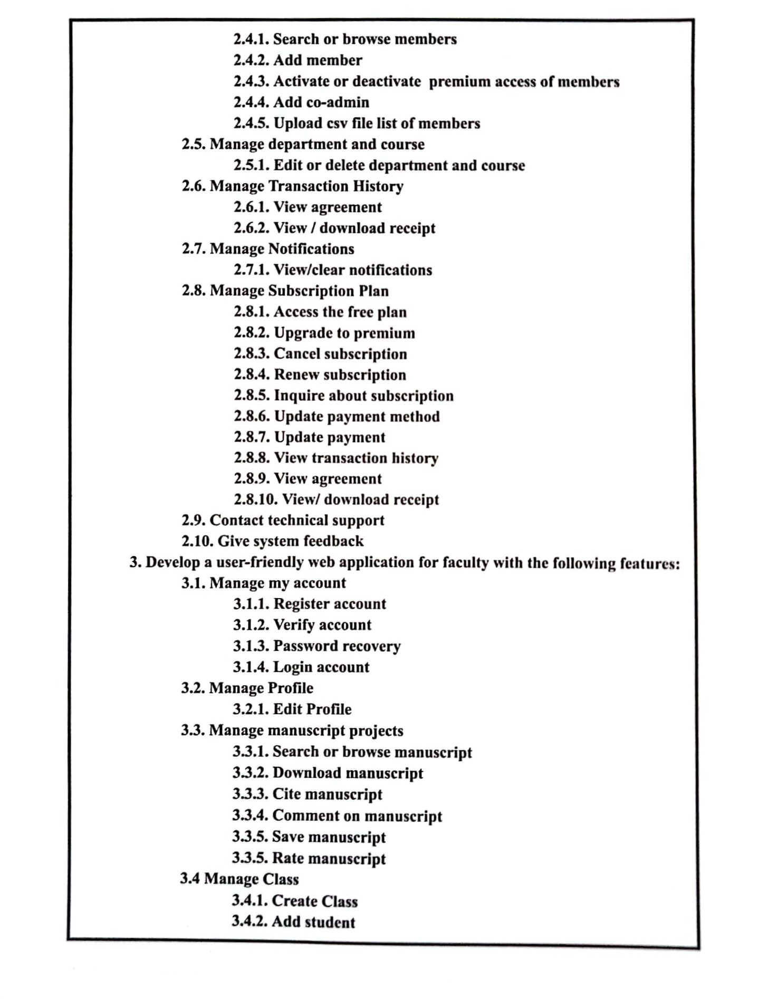 2.4.1. Search or browse members
2.4.2. Add member
2.4.3. Activate or deactivate premium access of members
2.4.4. Add co-admin
2.4.5. Upload csv file list of members
2.5. Manage department and course
2.5.1. Edit or delete department and course
2.6. Manage Transaction History
2.6.1. View agreement
2.6.2. View / download receipt
2.7. Manage Notifications
2.7.1. View/clear notifications
2.8. Manage Subscription Plan
2.8.1. Access the free plan
2.8.2. Upgrade to premium
2.8.3. Cancel subscription
2.8.4. Renew subscription
2.8.5. Inquire about subscription
2.8.6. Update payment method
2.8.7. Update payment
2.8.8. View transaction history
2.8.9. View agreement
2.8.10. View/ download receipt
2.9. Contact technical support
2.10. Give system feedback
3. Develop a user-friendly web application for faculty with the following features:
3.1. Manage my account
3.1.1. Register account
3.1.2. Verify account
3.1.3. Password recovery
3.1.4. Login account
3.2. Manage Profile
3.2.1. Edit Profile
3.3. Manage manuscript projects
3.3.1. Search or browse manuscript
3.3.2. Download manuscript
3.3.3. Cite manuscript
3.3.4. Comment on manuscript
3.3.5. Save manuscript
3.3.5. Rate manuscript
3.4 Manage Class
3.4.1. Create Class
3.4.2. Add student